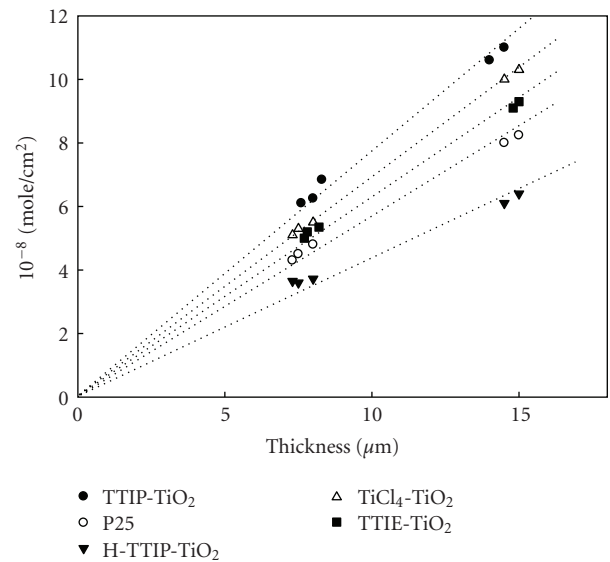 12
10
8
6
4
2
0
10⁻⁸ (mole/cm²)
0 5 10 15
Thickness (μm)
TTIP-TiO₂
P25
H-TTIP-TiO₂
TiCl₄-TiO₂
TTIE-TiO₂